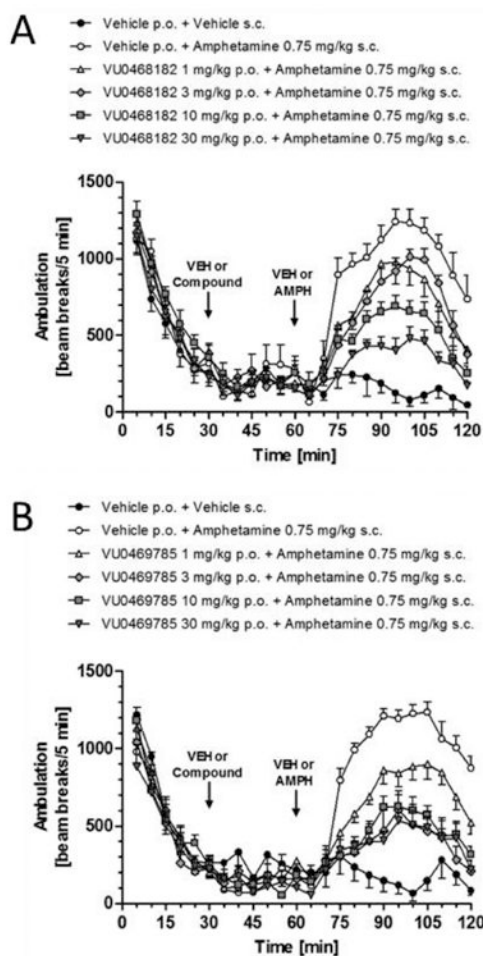 A
Vehicle p.o. + Vehicle s.c.
Vehicle p.o. + Amphetamine 0.75 mg/kg s.c.
VU0468182 1 mg/kg p.o. + Amphetamine 0.75 mg/kg s.c.
VU0468182 3 mg/kg p.o. + Amphetamine 0.75 mg/kg s.c.
VU0468182 10 mg/kg p.o. + Amphetamine 0.75 mg/kg s.c.
VU0468182 30 mg/kg p.o. + Amphetamine 0.75 mg/kg s.c.
1500
1000
500
0
Ambulation
[beam breaks/5 min]
VEH or
Compound
VEH or
AMPH
0 15 30 45 60 75 90 105 120
Time [min]
B
Vehicle p.o. + Vehicle s.c.
Vehicle p.o. + Amphetamine 0.75 mg/kg s.c.
VU0469785 1 mg/kg p.o. + Amphetamine 0.75 mg/kg s.c.
VU0469785 3 mg/kg p.o. + Amphetamine 0.75 mg/kg s.c.
VU0469785 10 mg/kg p.o. + Amphetamine 0.75 mg/kg s.c.
VU0469785 30 mg/kg p.o. + Amphetamine 0.75 mg/kg s.c.
1500
1000
500
0
Ambulation
[beam breaks/5 min]
VEH or
Compound
VEH or
AMPH
0 15 30 45 60 75 90 105 120
Time [min]